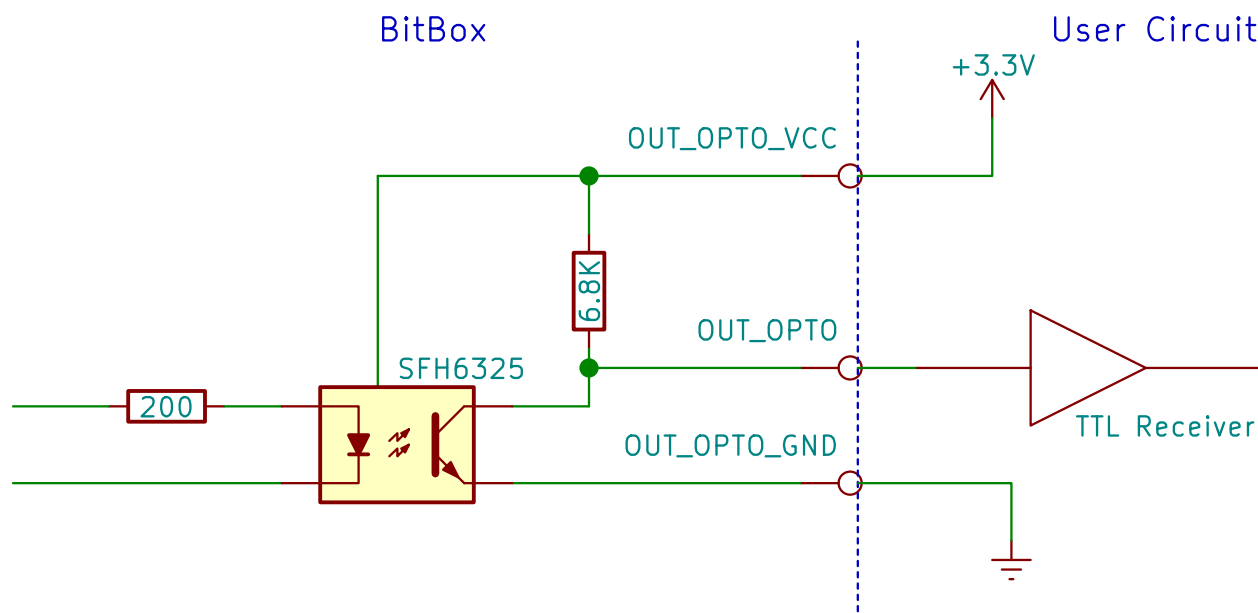 BitBox
User Circuit
+3.3V
OUT_OPTO_VCC
6.8K
OUT_OPTO
SFH6325
200
TTL Receiver
OUT_OPTO_GND